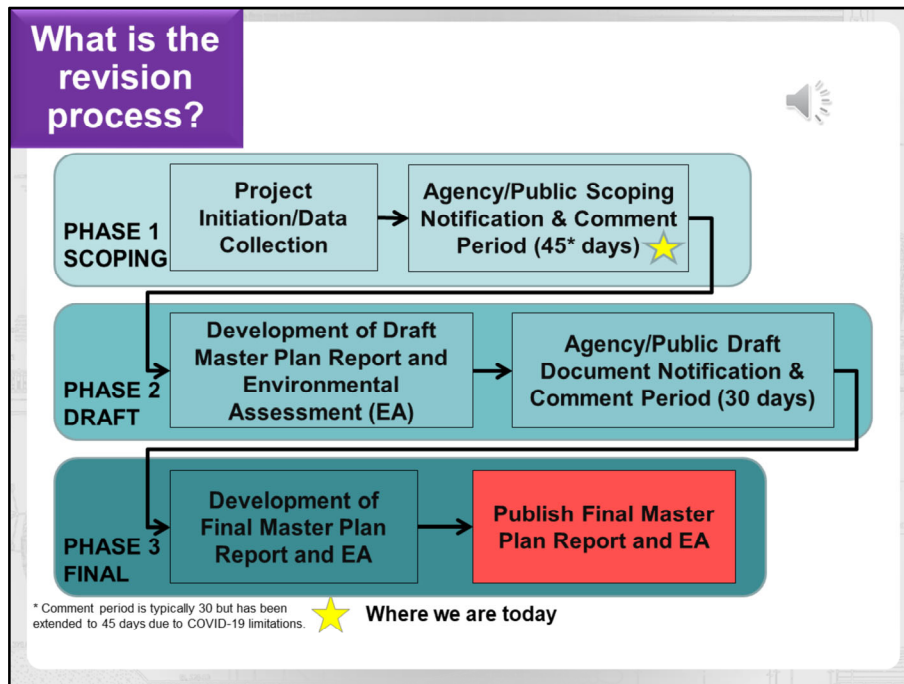 What is the
revision
process?
PHASE 1
SCOPING
Project
Initiation/Data
Collection
Agency/Public Scoping
Notification & Comment
Period (45* days)
PHASE 2
DRAFT
Development of Draft
Master Plan Report and
Environmental
Assessment (EA)
Agency/Public Draft
Document Notification &
Comment Period (30 days)
PHASE 3
FINAL
Development of
Final Master Plan
Report and EA
Publish Final Master
Plan Report and EA
* Comment period is typically 30 but has been
extended to 45 days due to COVID-19 limitations.
Where we are today